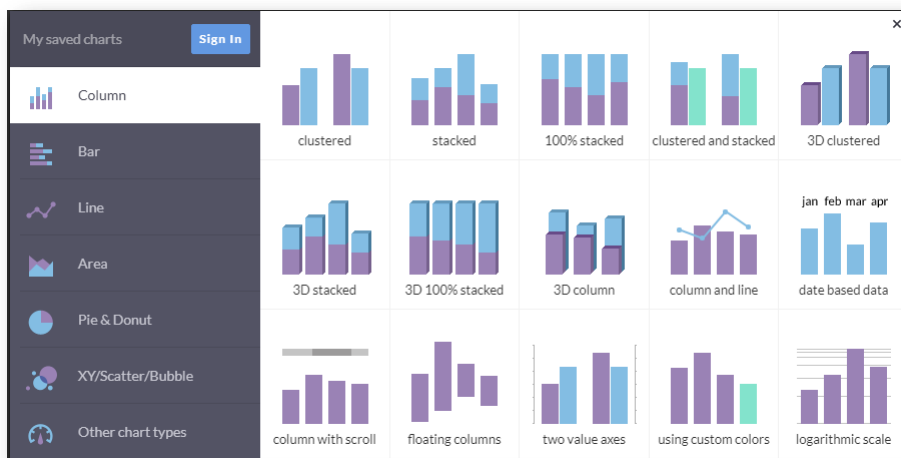 My saved charts
Sign In
Column
Bar
Line
Area
Pie & Donut
XY/Scatter/Bubble
Other chart types
×
clustered
stacked
100% stacked
clustered and stacked
3D clustered
3D stacked
3D 100% stacked
3D column
column and line
jan feb mar apr
date based data
column with scroll
floating columns
two value axes
using custom colors
logarithmic scale